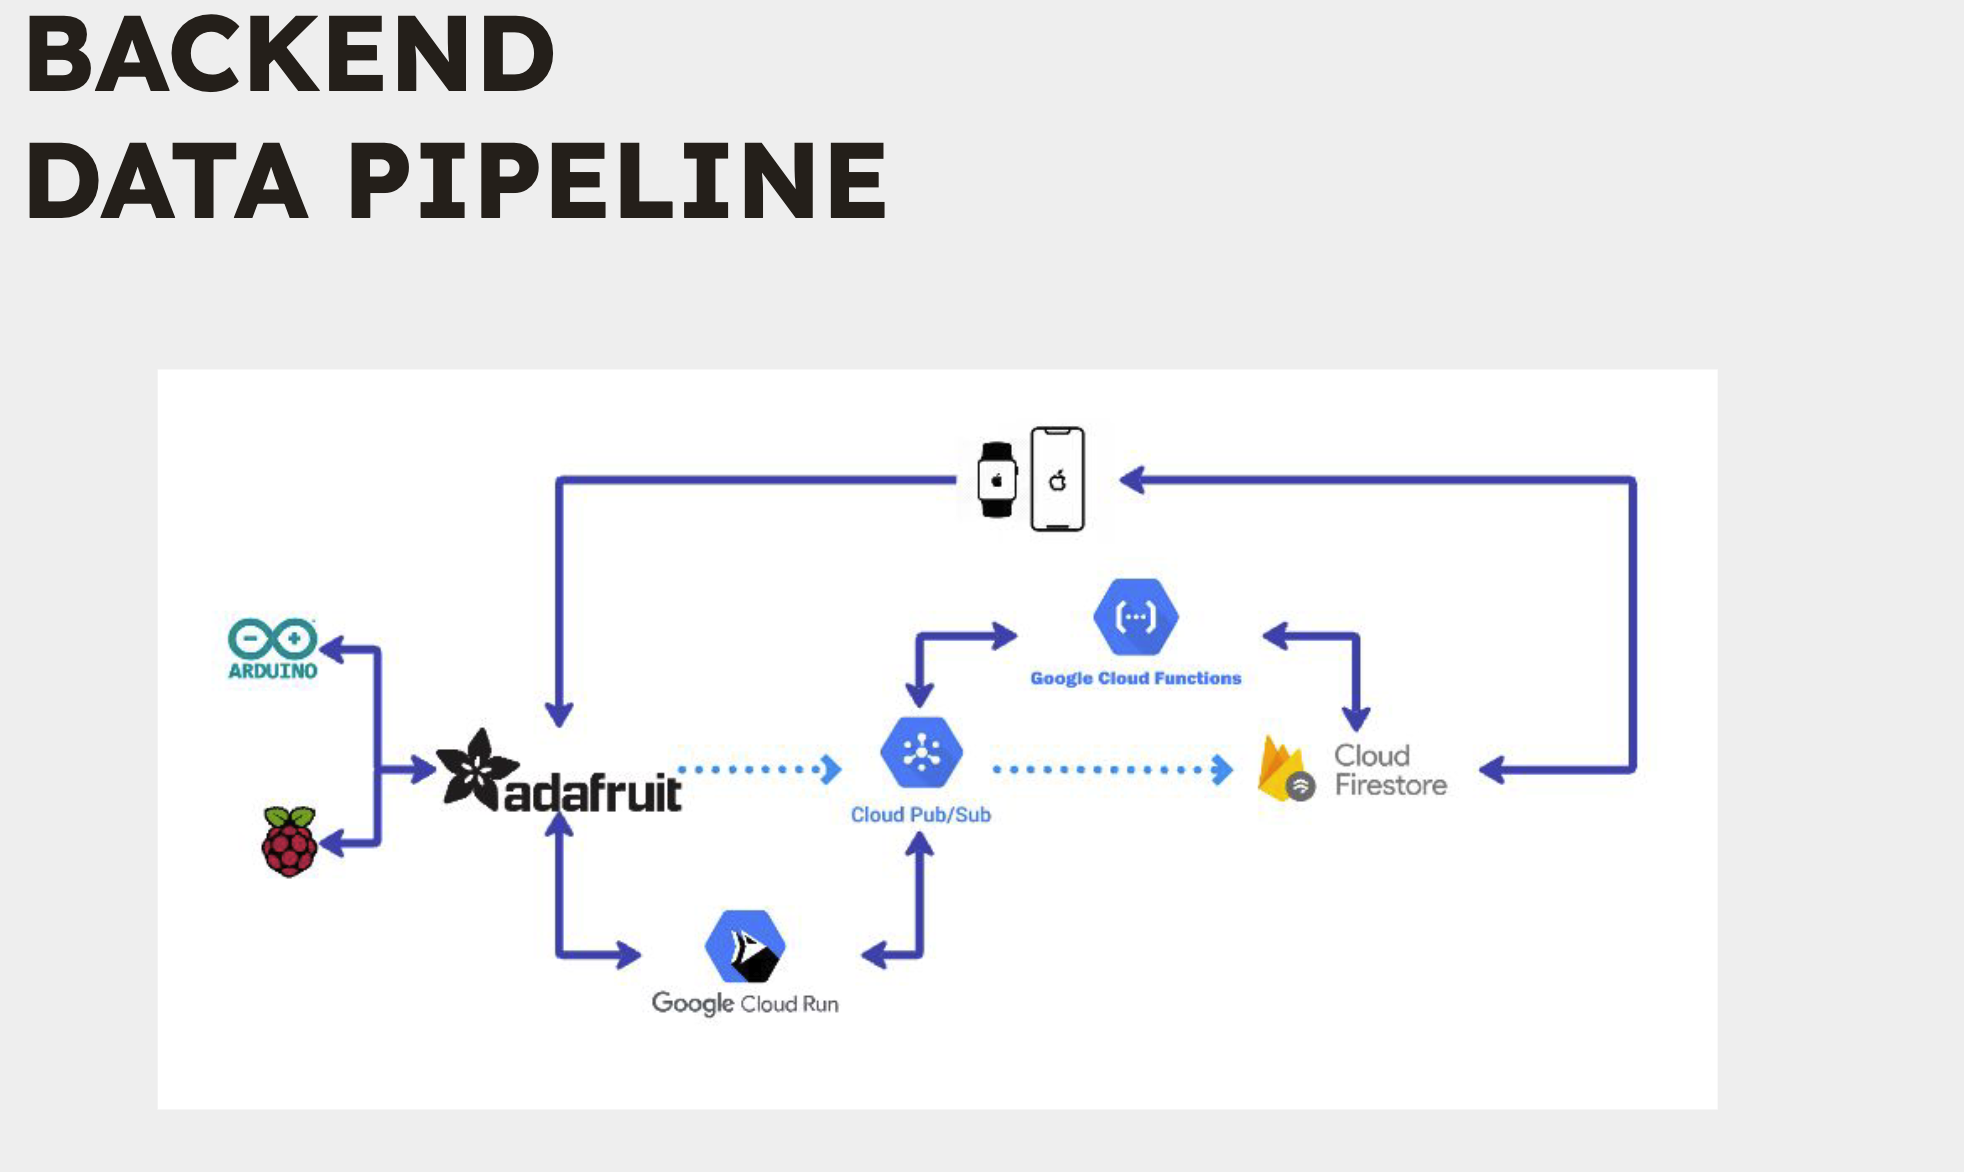 BACKEND
DATA PIPELINE
ARDUINO
Google Cloud Functions
adafruit
Cloud Pub/Sub
Cloud
Firestore
Google Cloud Run